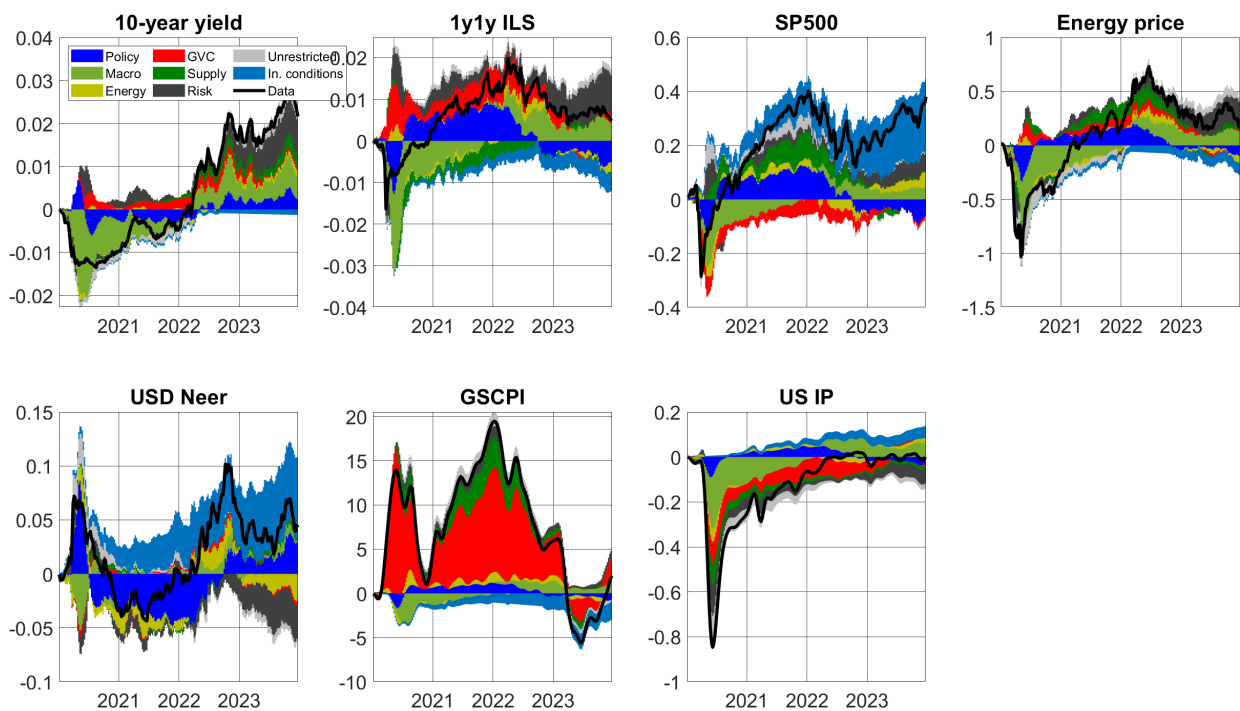 10-year yield
0.04
0.03
0.02
0.01
0
-0.01
-0.02
2021 2022 2023
Policy GVC Unrestricted
Macro Supply In. conditions
Energy Risk Data
1y1y ILS
0.02
0.01
0
-0.01
-0.02
-0.03
-0.04
2021 2022 2023
SP500
0.6
0.4
0.2
0
-0.2
-0.4
2021 2022 2023
Energy price
1
0.5
0
-0.5
-1
-1.5
2021 2022 2023
USD Neer
0.15
0.1
0.05
0
-0.05
-0.1
2021 2022 2023
GSCPI
20
15
10
5
0
-5
-10
2021 2022 2023
US IP
0.2
0
-0.2
-0.4
-0.6
-0.8
-1
2021 2022 2023